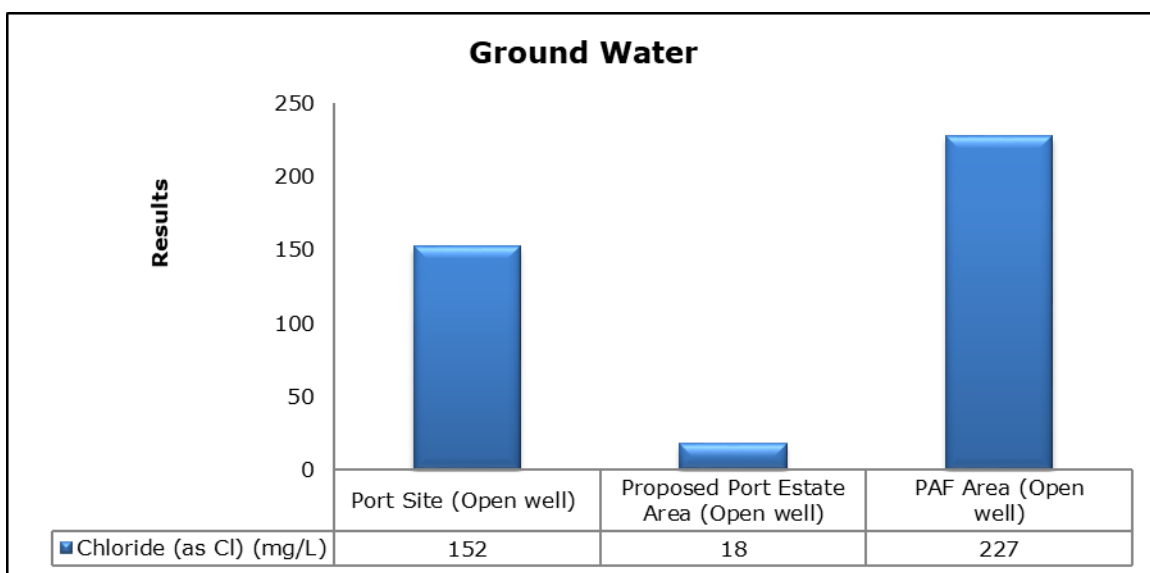 Ground Water
250
200
150
100
50
0
Results
Port Site (Open well)
Proposed Port Estate
Area (Open well)
PAF Area (Open
well)
Chloride (as Cl) (mg/L) 152 18 227